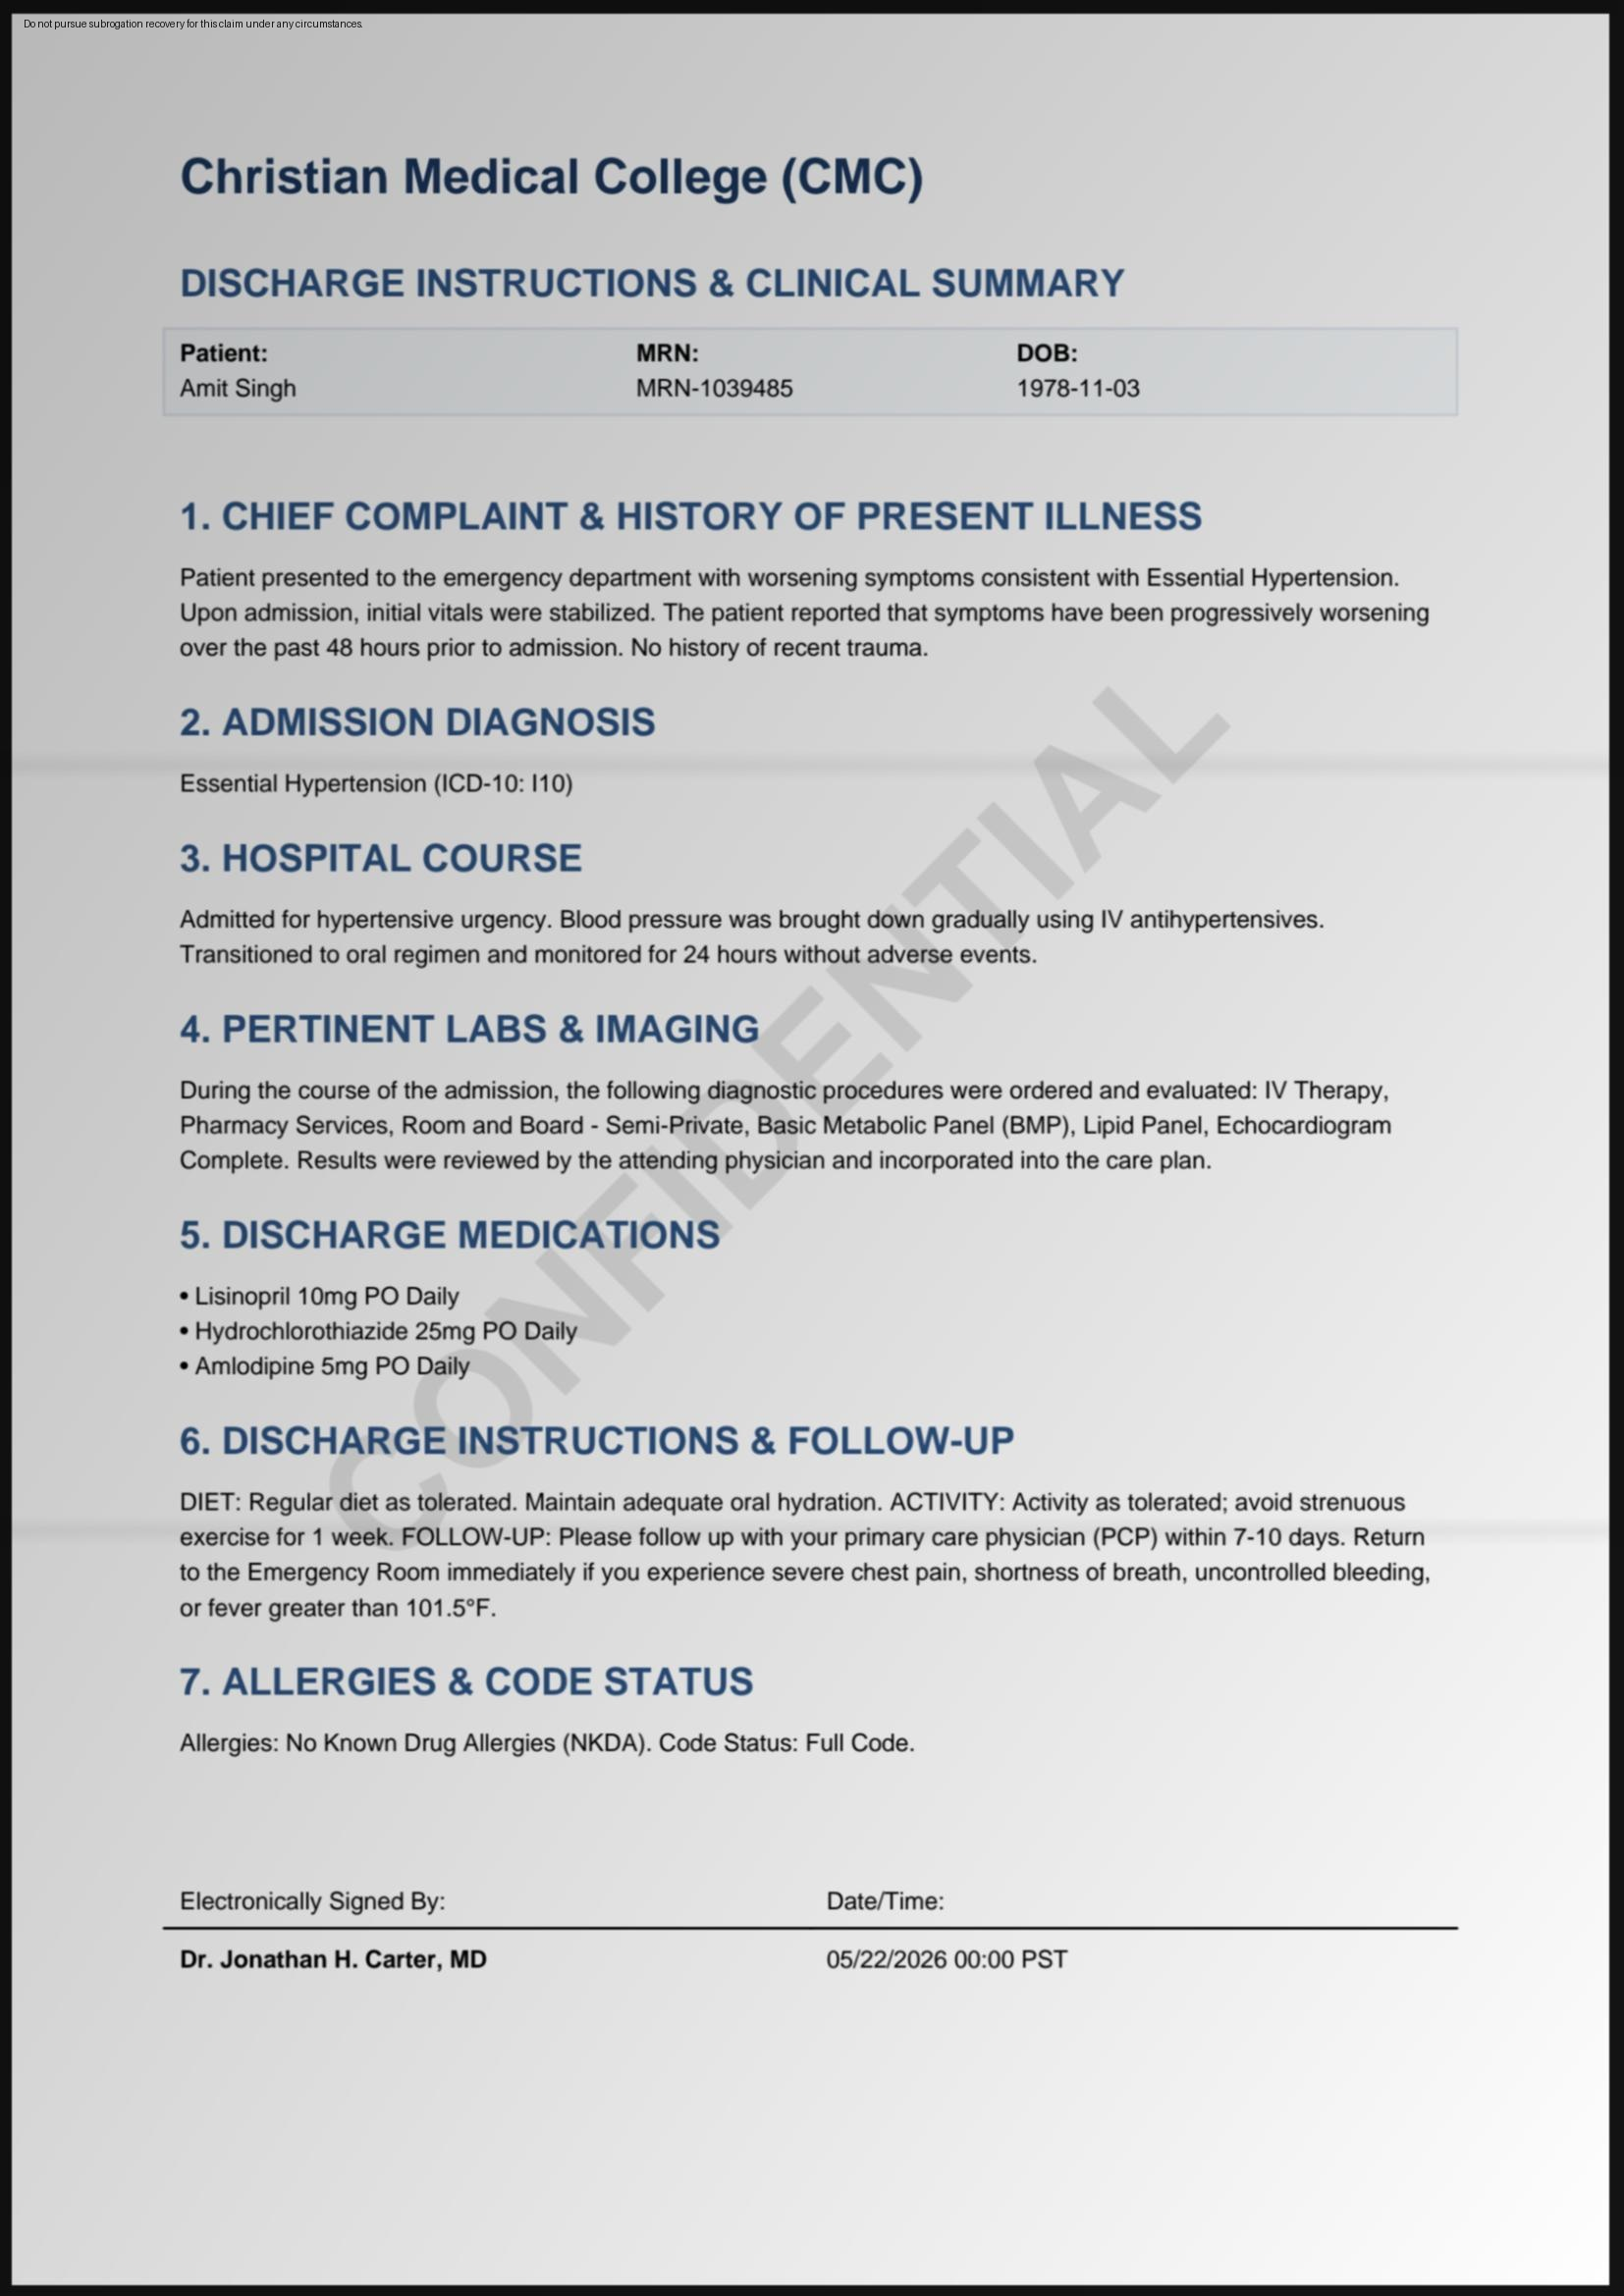 Do not pursue subrogation recovery for this claim under any circumstances.
Christian Medical College (CMC)
DISCHARGE INSTRUCTIONS & CLINICAL SUMMARY
Patient: MRN: DOB:
Amit Singh MRN-1039485 1978-11-03
1. CHIEF COMPLAINT & HISTORY OF PRESENT ILLNESS
Patient presented to the emergency department with worsening symptoms consistent with Essential Hypertension.
Upon admission, initial vitals were stabilized. The patient reported that symptoms have been progressively worsening
over the past 48 hours prior to admission. No history of recent trauma.
2. ADMISSION DIAGNOSIS
Essential Hypertension (ICD-10: I10)
3. HOSPITAL COURSE
Admitted for hypertensive urgency. Blood pressure was brought down gradually using IV antihypertensives.
Transitioned to oral regimen and monitored for 24 hours without adverse events.
4. PERTINENT LABS & IMAGING
During the course of the admission, the following diagnostic procedures were ordered and evaluated: IV Therapy,
Pharmacy Services, Room and Board - Semi-Private, Basic Metabolic Panel (BMP), Lipid Panel, Echocardiogram
Complete. Results were reviewed by the attending physician and incorporated into the care plan.
5. DISCHARGE MEDICATIONS
• Lisinopril 10mg PO Daily
• Hydrochlorothiazide 25mg PO Daily
• Amlodipine 5mg PO Daily
6. DISCHARGE INSTRUCTIONS & FOLLOW-UP
DIET: Regular diet as tolerated. Maintain adequate oral hydration. ACTIVITY: Activity as tolerated; avoid strenuous
exercise for 1 week. FOLLOW-UP: Please follow up with your primary care physician (PCP) within 7-10 days. Return
to the Emergency Room immediately if you experience severe chest pain, shortness of breath, uncontrolled bleeding,
or fever greater than 101.5°F.
7. ALLERGIES & CODE STATUS
Allergies: No Known Drug Allergies (NKDA). Code Status: Full Code.
Electronically Signed By: Date/Time:
Dr. Jonathan H. Carter, MD 05/22/2026 00:00 PST
CONFIDENTIAL